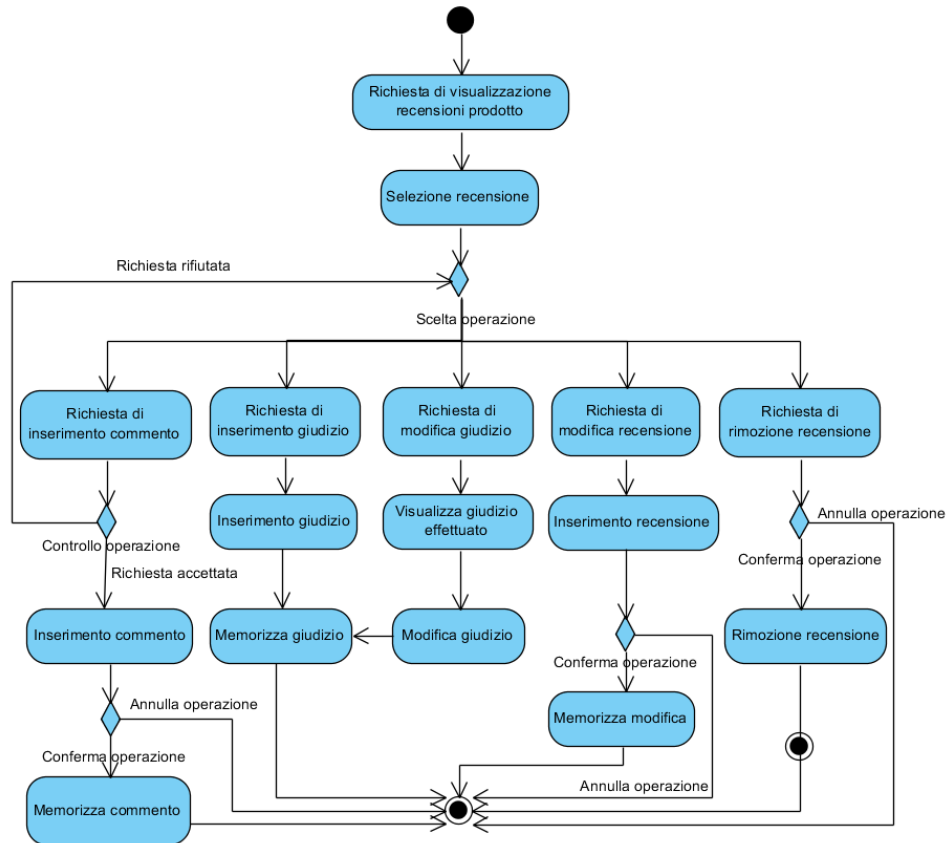 Richiesta di visualizzazione
recensioni prodotto
Selezione recensione
Richiesta rifiutata
Scelta operazione
Richiesta di
inserimento commento
Richiesta di
inserimento giudizio
Richiesta di
modifica giudizio
Richiesta di
modifica recensione
Richiesta di
rimozione recensione
Inserimento giudizio
Visualizza giudizio
effettuato
Inserimento recensione
Annulla operazione
Controllo operazione
Conferma operazione
Richiesta accettata
Inserimento commento
Memorizza giudizio
Modifica giudizio
Rimozione recensione
Conferma operazione
Annulla operazione
Memorizza modifica
Conferma operazione
Annulla operazione
Memorizza commento